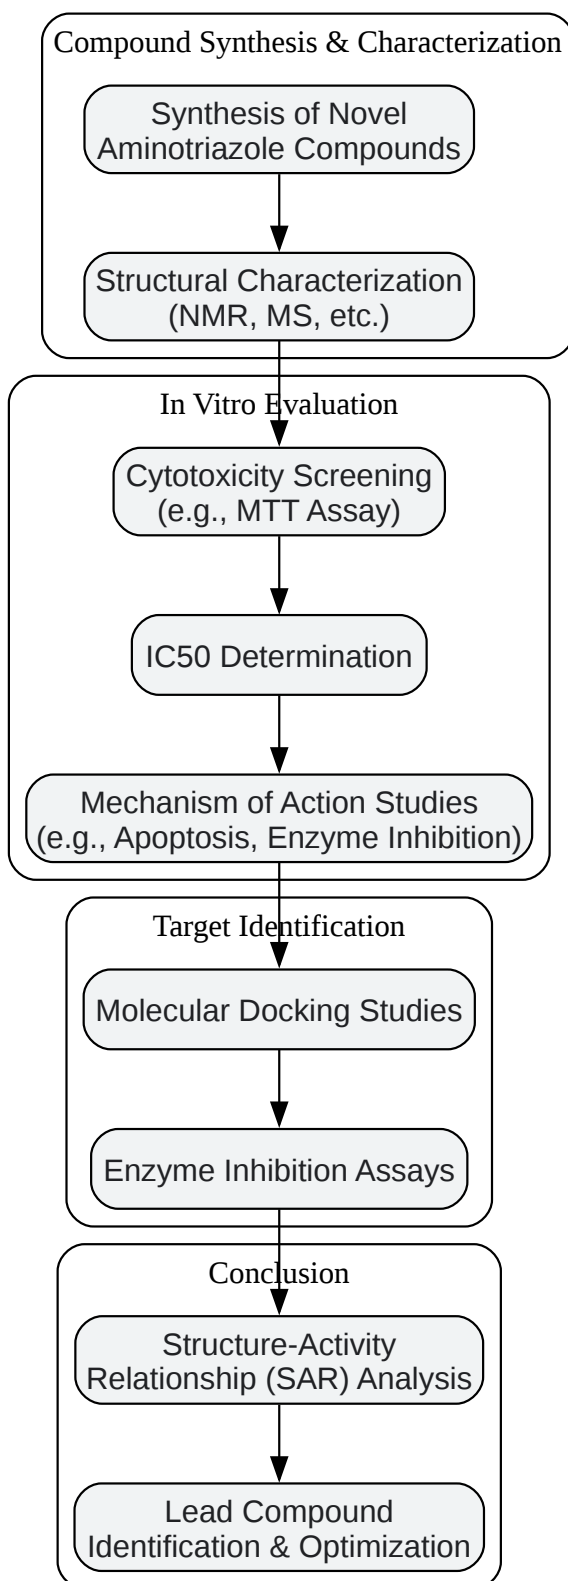 Compound Synthesis & Characterization
Synthesis of Novel
Aminotriazole Compounds
Structural Characterization
(NMR, MS, etc.)
In Vitro Evaluation
Cytotoxicity Screening
(e.g., MTT Assay)
IC50 Determination
Mechanism of Action Studies
(e.g., Apoptosis, Enzyme Inhibition)
Target Identification
Molecular Docking Studies
Enzyme Inhibition Assays
Conclusion
Structure-Activity
Relationship (SAR) Analysis
Lead Compound
Identification & Optimization